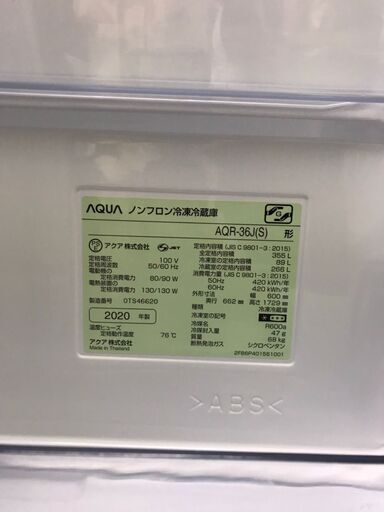 AQUA ノンフロン冷凍冷蔵庫
AQR-36J(S) 形
アクア株式会社 JET
定格電圧 100 V
定格周波数 50/60 Hz
電動機の
定格消費電力 80/90 W
電熱装置の
定格消費電力 130/130 W
製造番号 0TS46620
2020 年製
温度ヒューズ
定特動作温度 76℃
アクア株式会社
Made in Thailand
定格内容積 (JIS C 9801-3:2015)
全定格内容積 355 L
冷凍室の定格内容積 89 L
冷蔵室の定格内容積 266 L
年間消費電力量 (JIS C 9801-3:2015)
50Hz 420 kWh/年
60Hz 420 kWh/年
外形寸法 幅 600 mm
奥行 662 mm 高さ 1729 mm
種類 冷凍冷蔵庫
冷凍室の記号
冷媒名 R600a
冷媒封入量 47 g
質量 68 kg
断熱発泡ガス シクロペンタン
2FB6P401561001
>ABS<